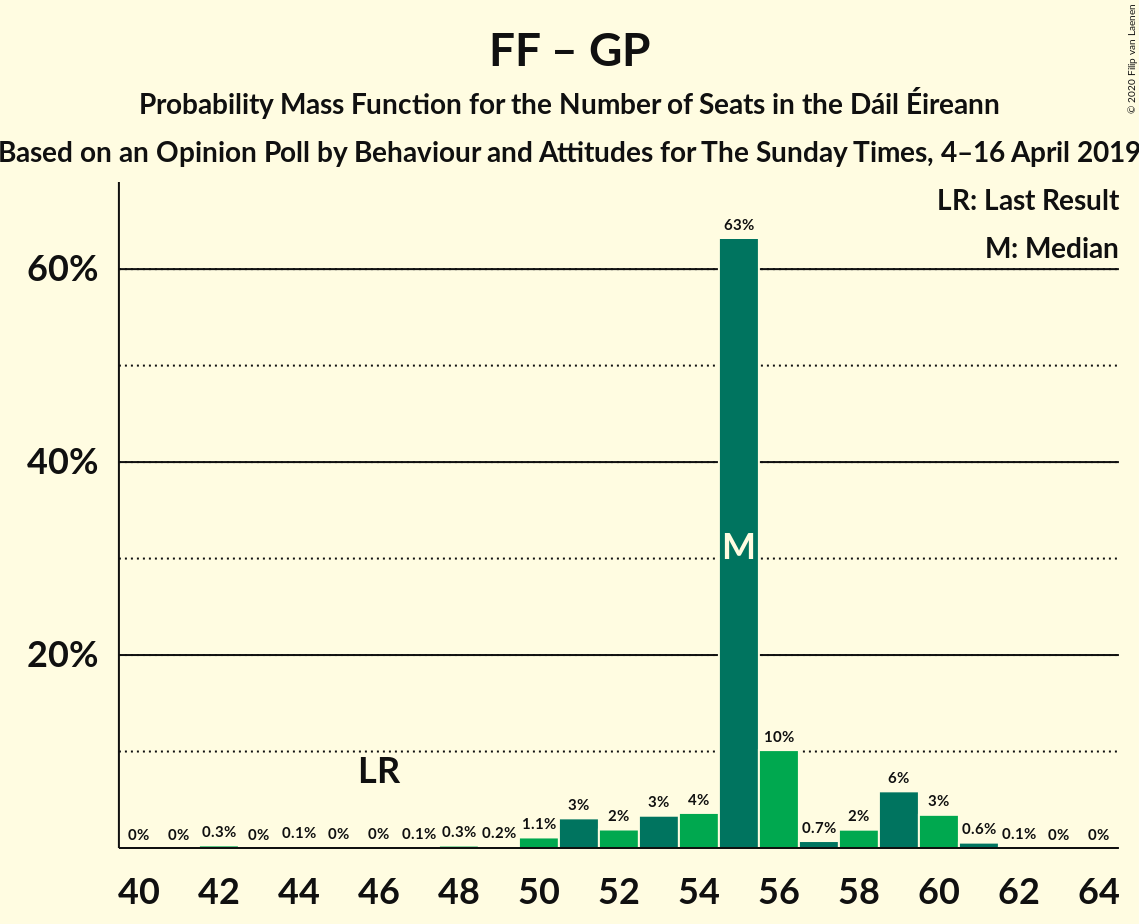 © 2020 Filip van Laenen
FF – GP
Probability Mass Function for the Number of Seats in the Dáil Éireann
Based on an Opinion Poll by Behaviour and Attitudes for The Sunday Times, 4–16 April 2019
LR: Last Result
M: Median
60%
40%
20%
0% 0% 0.3% 0% 0.1% 0% 0% 0.1% 0.3% 0.2% 1.1% 3% 2% 3% 4% 63% 10% 0.7% 2% 6% 3% 0.6% 0.1% 0% 0%
LR
M
40 42 44 46 48 50 52 54 56 58 60 62 64